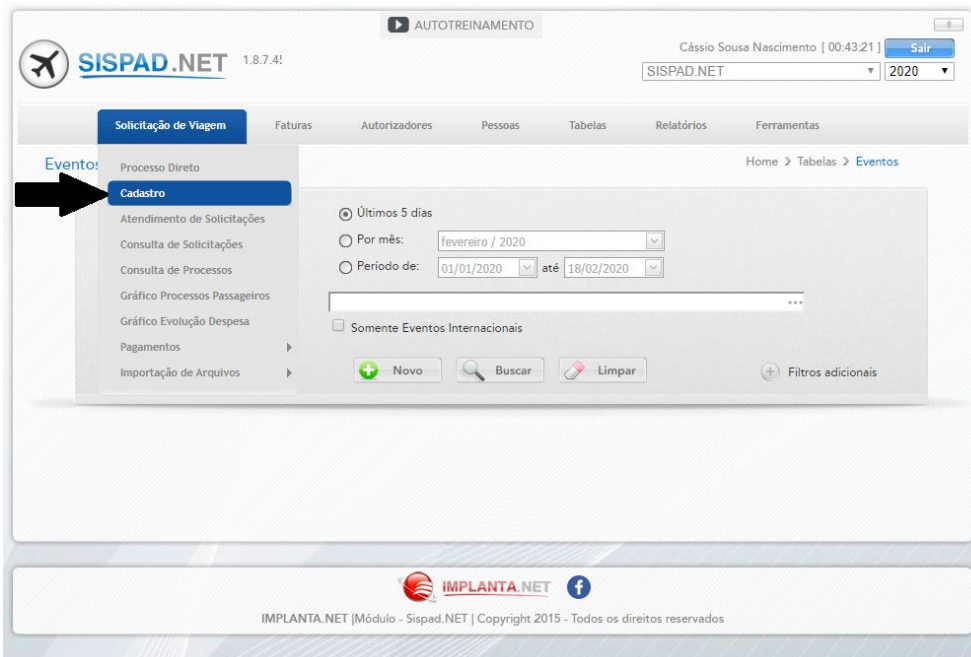 AUTOTREINAMENTO
Cássio Sousa Nascimento [ 00:43:21 ] Sair
SISPAD.NET 1.8.7.45
SISPAD.NET 2020
Solicitação de Viagem Faturas Autorizadores Pessoas Tabelas Relatórios Ferramentas
Eventos Home > Tabelas > Eventos
Processo Direto
Cadastro
Atendimento de Solicitações
Consulta de Solicitações
Consulta de Processos
Gráfico Processos Passageiros
Gráfico Evolução Despesa
Pagamentos
Importação de Arquivos
Últimos 5 dias
Por mês: fevereiro / 2020
Período de: 01/01/2020 até 18/02/2020
...
Somente Eventos Internacionais
Novo Buscar Limpar Filtros adicionais
IMPLANTA.NET f
IMPLANTA.NET |Módulo - Sispad.NET | Copyright 2015 - Todos os direitos reservados